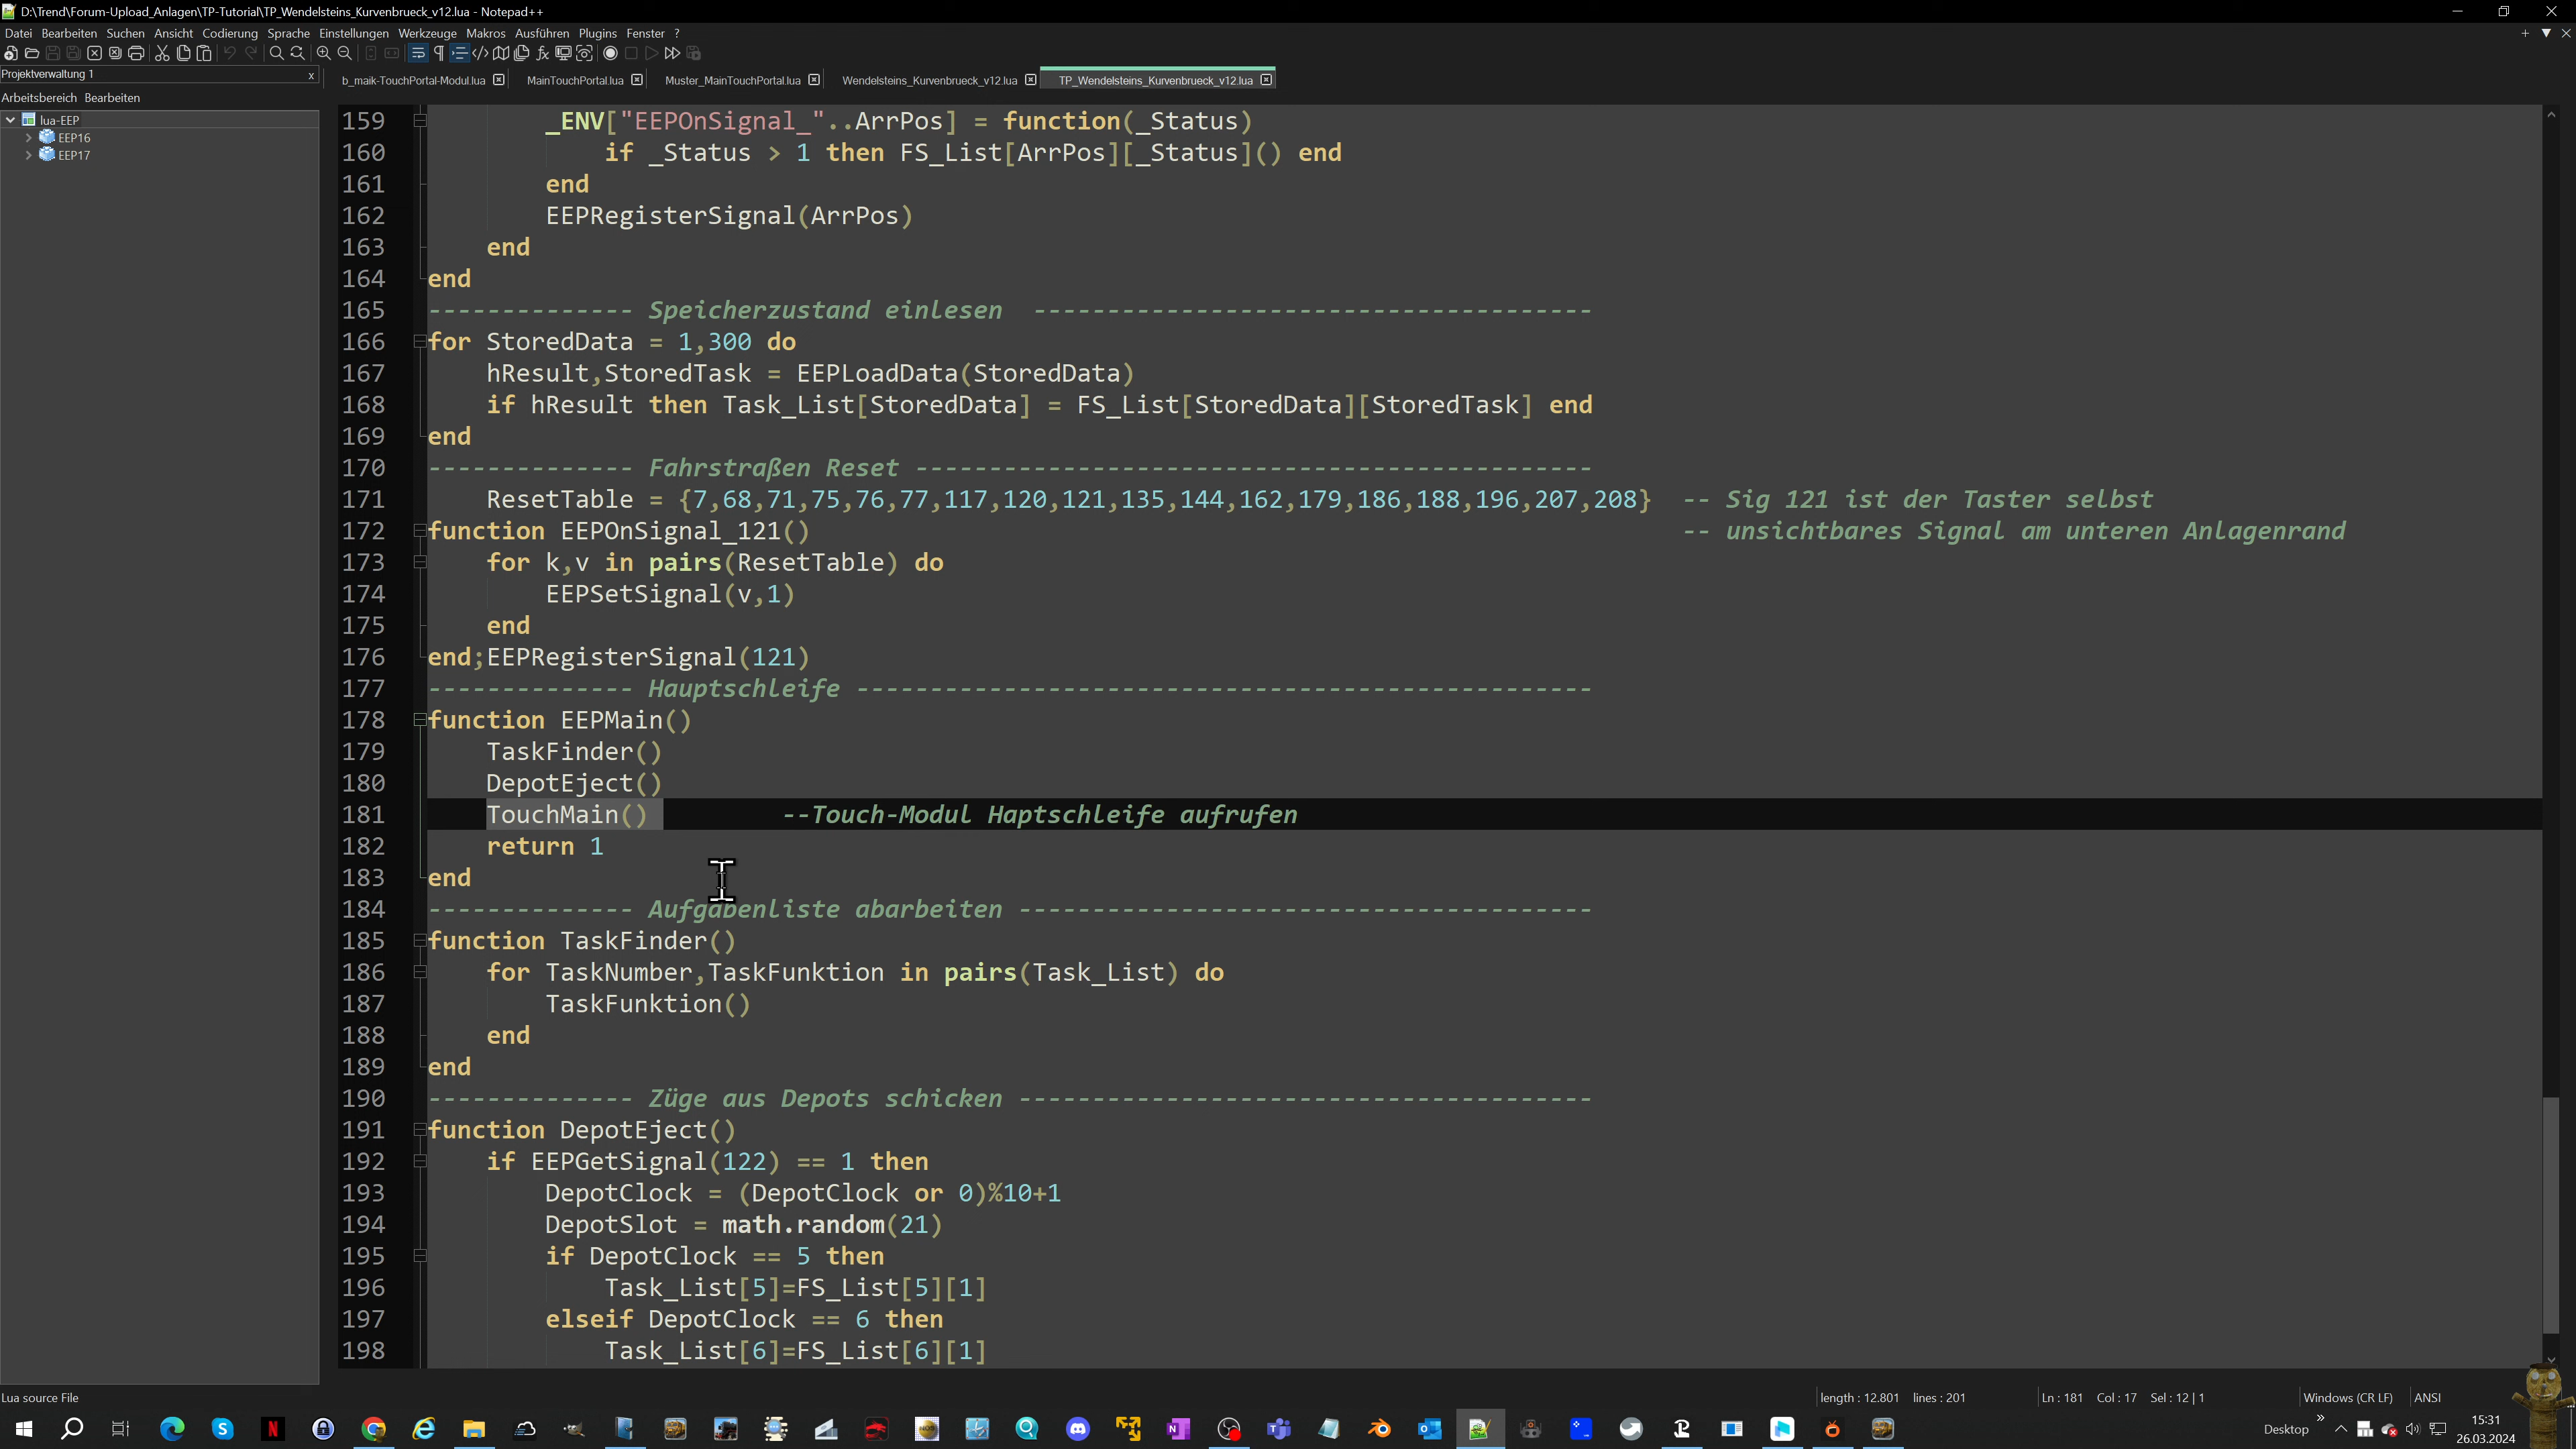 D:\Trend\Forum-Upload_Anlagen\TP-Tutorial\TP_Wendelsteins_Kurvenbrueck_v12.lua - Notepad++
Datei Bearbeiten Suchen Ansicht Codierung Sprache Einstellungen Werkzeuge Makros Ausführen Plugins Fenster ?
Projektverwaltung 1 x
b_maik-TouchPortal-Modul.lua MainTouchPortal.lua Muster_MainTouchPortal.lua Wendelsteins_Kurvenbrueck_v12.lua TP_Wendelsteins_Kurvenbrueck_v12.lua
Arbeitsbereich Bearbeiten
lua-EEP
EEP16
EEP17
159 _ENV["EEPOnSignal_"..ArrPos] = function(_Status)
160 if _Status > 1 then FS_List[ArrPos][_Status]() end
161 end
162 EEPRegisterSignal(ArrPos)
163 end
164 end
165 -------------- Speicherzustand einlesen --------------------------------------
166 for StoredData = 1,300 do
167 hResult,StoredTask = EEPLoadData(StoredData)
168 if hResult then Task_List[StoredData] = FS_List[StoredData][StoredTask] end
169 end
170 -------------- Fahrstraßen Reset ----------------------------------------------
171 ResetTable = {7,68,71,75,76,77,117,120,121,135,144,162,179,186,188,196,207,208} -- Sig 121 ist der Taster selbst
172 function EEPOnSignal_121() -- unsichtbares Signal am unteren Anlagenrand
173 for k,v in pairs(ResetTable) do
174 EEPSetSignal(v,1)
175 end
176 end;EEPRegisterSignal(121)
177 -------------- Hauptschleife --------------------------------------------------
178 function EEPMain()
179 TaskFinder()
180 DepotEject()
181 TouchMain() --Touch-Modul Haptschleife aufrufen
182 return 1
183 end
184 -------------- Aufgabenliste abarbeiten ---------------------------------------
185 function TaskFinder()
186 for TaskNumber,TaskFunktion in pairs(Task_List) do
187 TaskFunktion()
188 end
189 end
190 -------------- Züge aus Depots schicken ---------------------------------------
191 function DepotEject()
192 if EEPGetSignal(122) == 1 then
193 DepotClock = (DepotClock or 0)%10+1
194 DepotSlot = math.random(21)
195 if DepotClock == 5 then
196 Task_List[5]=FS_List[5][1]
197 elseif DepotClock == 6 then
198 Task_List[6]=FS_List[6][1]
Lua source File length : 12.801 lines : 201 Ln : 181 Col : 17 Sel : 12 | 1 Windows (CR LF) ANSI
Desktop 15:31
26.03.2024